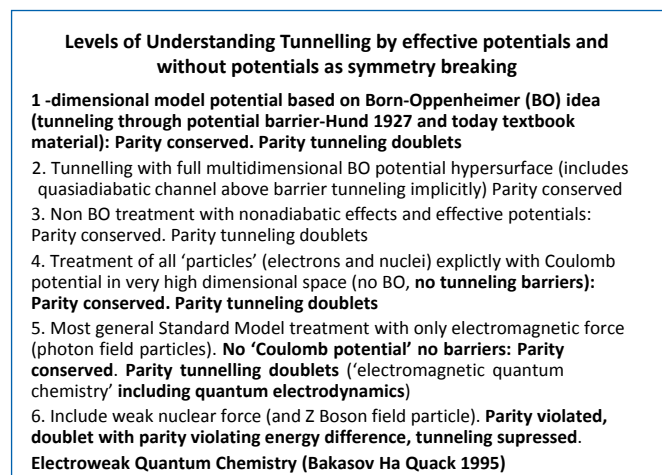 Levels of Understanding Tunnelling by effective potentials and
without potentials as symmetry breaking
1 -dimensional model potential based on Born-Oppenheimer (BO) idea
(tunneling through potential barrier-Hund 1927 and today textbook
material): Parity conserved. Parity tunneling doublets
2. Tunnelling with full multidimensional BO potential hypersurface (includes
quasiadiabatic channel above barrier tunneling implicitly) Parity conserved
3. Non BO treatment with nonadiabatic effects and effective potentials:
Parity conserved. Parity tunneling doublets
4. Treatment of all ‘particles’ (electrons and nuclei) explictly with Coulomb
potential in very high dimensional space (no BO, no tunneling barriers):
Parity conserved. Parity tunneling doublets
5. Most general Standard Model treatment with only electromagnetic force
(photon field particles). No ‘Coulomb potential’ no barriers: Parity
conserved. Parity tunnelling doublets (‘electromagnetic quantum
chemistry’ including quantum electrodynamics)
6. Include weak nuclear force (and Z Boson field particle). Parity violated,
doublet with parity violating energy difference, tunneling supressed.
Electroweak Quantum Chemistry (Bakasov Ha Quack 1995)